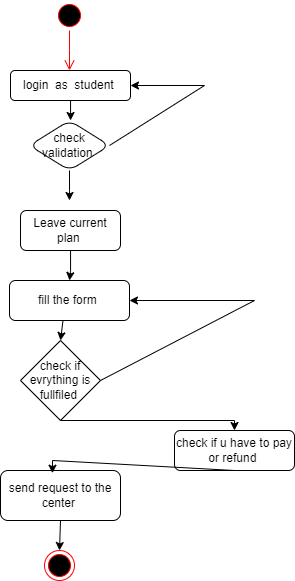 login as student
check
validation
Leave current
plan
fill the form
check if
evrything is
fullfiled
check if u have to pay
or refund
send request to the
center